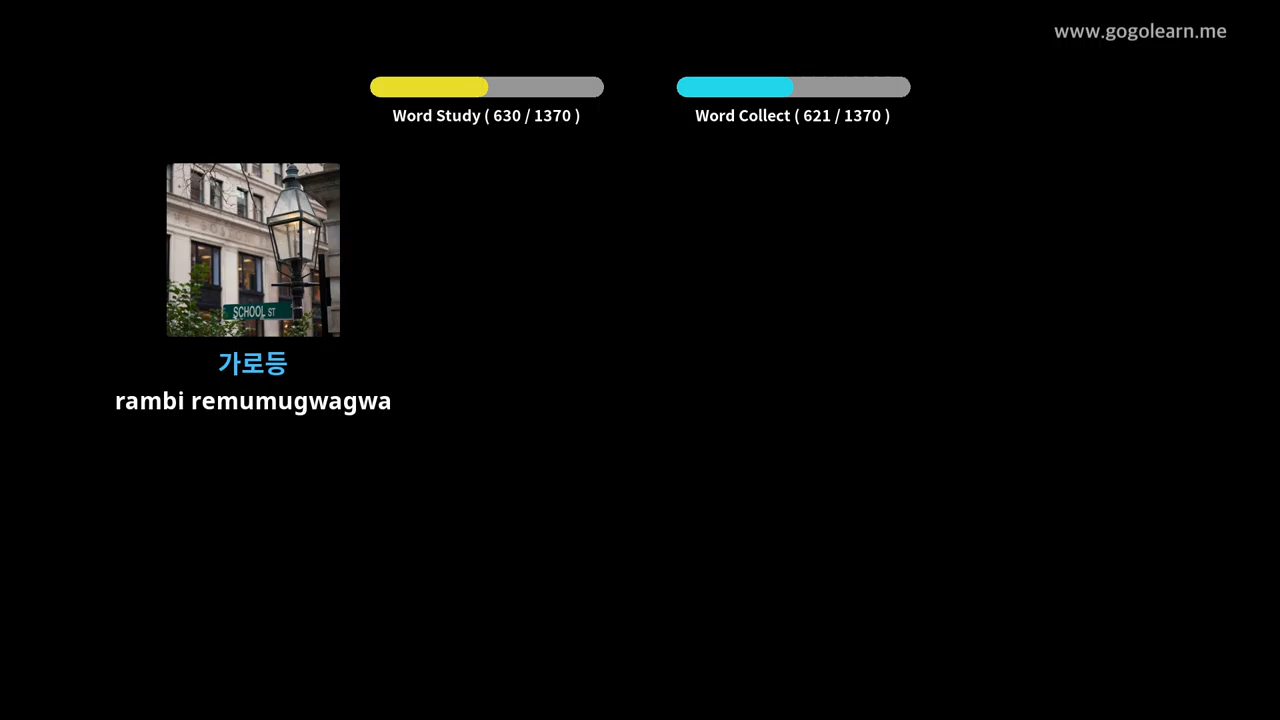 www.gogolearn.me
Word Study ( 630 / 1370 )
Word Collect ( 621 / 1370 )
SCHOOL ST
가로등
rambi remumugwagwa